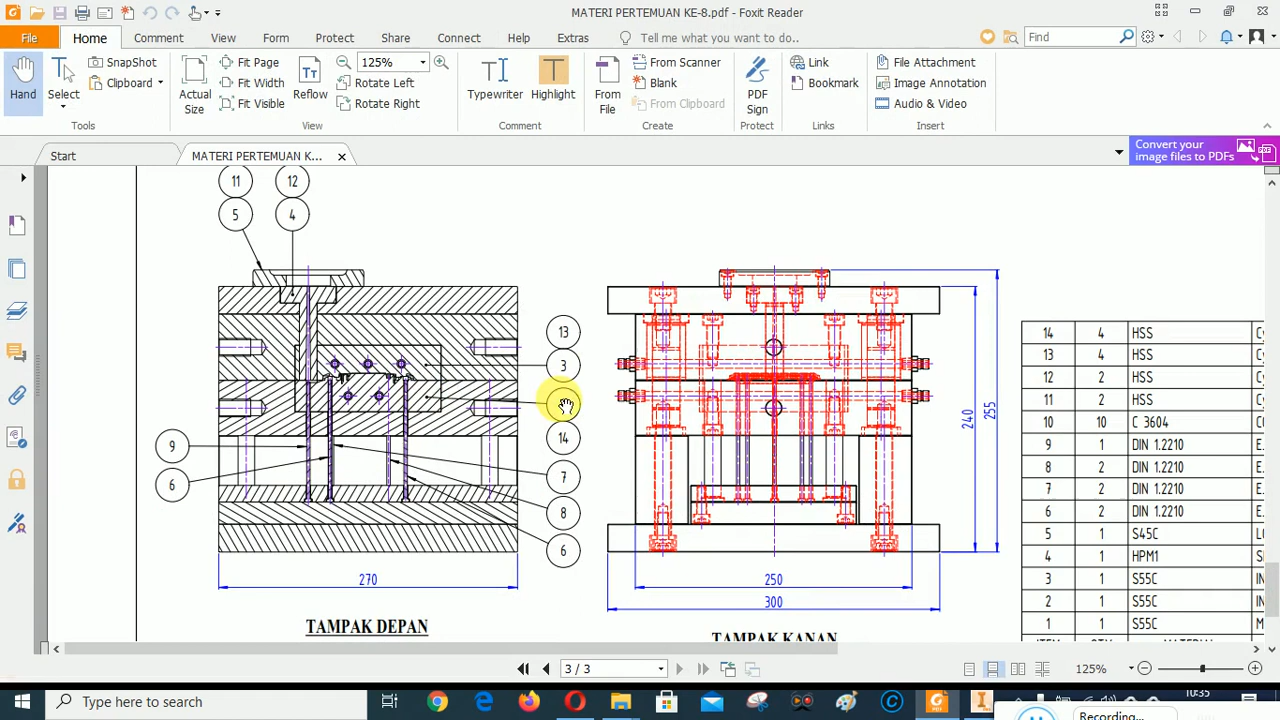 MATERI PERTEMUAN KE-8.pdf - Foxit Reader
File
Home
Comment
View
Form
Protect
Share
Connect
Help
Extras
Tell me what you want to do...
Find
Hand
Select
SnapShot
Clipboard
Actual Size
Fit Page
Fit Width
Fit Visible
Reflow
125%
Rotate Left
Rotate Right
Typewriter
Highlight
From File
From Scanner
Blank
From Clipboard
PDF Sign
Link
Bookmark
File Attachment
Image Annotation
Audio & Video
Tools
View
Comment
Create
Protect
Links
Insert
Start
MATERI PERTEMUAN K...
Convert your
image files to PDFs
11
12
5
4
13
3
14
7
8
6
9
6
270
TAMPAK DEPAN
240
255
250
300
TAMPAK KANAN
14 4 HSS
13 4 HSS
12 2 HSS
11 2 HSS
10 10 C 3604
9 1 DIN 1.2210
8 2 DIN 1.2210
7 2 DIN 1.2210
6 2 DIN 1.2210
5 1 S45C
4 1 HPM1
3 1 S55C
2 1 S55C
1 1 S55C
3 / 3
125%
Type here to search
10:35
Recording...